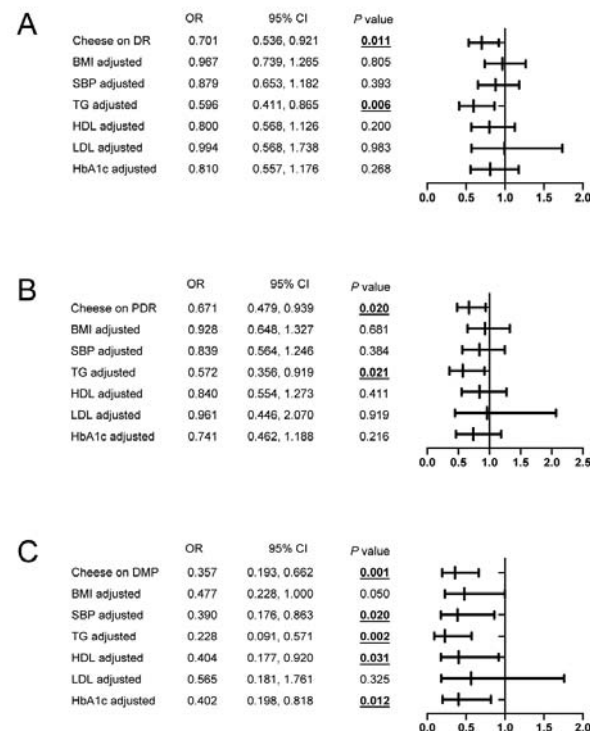 A
OR 95% CI P value
Cheese on DR 0.701 0.536, 0.921 0.011
BMI adjusted 0.967 0.739, 1.265 0.805
SBP adjusted 0.879 0.653, 1.182 0.393
TG adjusted 0.596 0.411, 0.865 0.006
HDL adjusted 0.800 0.568, 1.126 0.200
LDL adjusted 0.994 0.568, 1.738 0.983
HbA1c adjusted 0.810 0.557, 1.176 0.268
0.0 0.5 1.0 1.5 2.0
B
OR 95% CI P value
Cheese on PDR 0.671 0.479, 0.939 0.020
BMI adjusted 0.928 0.648, 1.327 0.681
SBP adjusted 0.839 0.564, 1.246 0.384
TG adjusted 0.572 0.356, 0.919 0.021
HDL adjusted 0.840 0.554, 1.273 0.411
LDL adjusted 0.961 0.446, 2.070 0.919
HbA1c adjusted 0.741 0.462, 1.188 0.216
0.0 0.5 1.0 1.5 2.0 2.5
C
OR 95% CI P value
Cheese on DMP 0.357 0.193, 0.662 0.001
BMI adjusted 0.477 0.228, 1.000 0.050
SBP adjusted 0.390 0.176, 0.863 0.020
TG adjusted 0.228 0.091, 0.571 0.002
HDL adjusted 0.404 0.177, 0.920 0.031
LDL adjusted 0.565 0.181, 1.761 0.325
HbA1c adjusted 0.402 0.198, 0.818 0.012
0.0 0.5 1.0 1.5 2.0